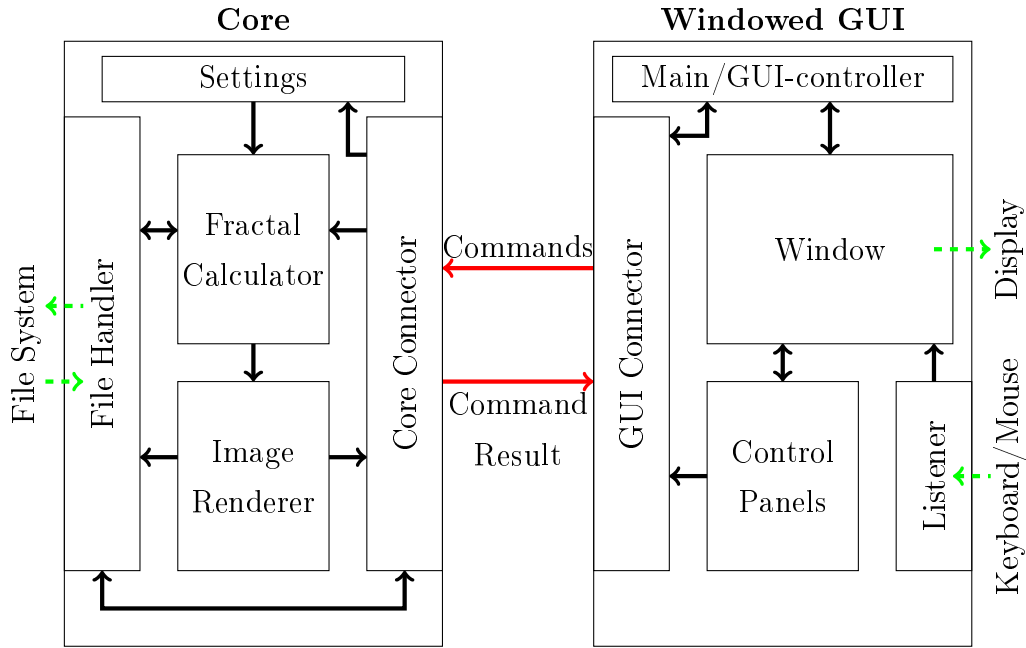 Core
Windowed GUI
Settings
Main/GUI-controller
File System
File Handler
Fractal
Calculator
Image
Renderer
Core Connector
Commands
Command
Result
GUI Connector
Window
Control
Panels
Listener
Display
Keyboard/Mouse